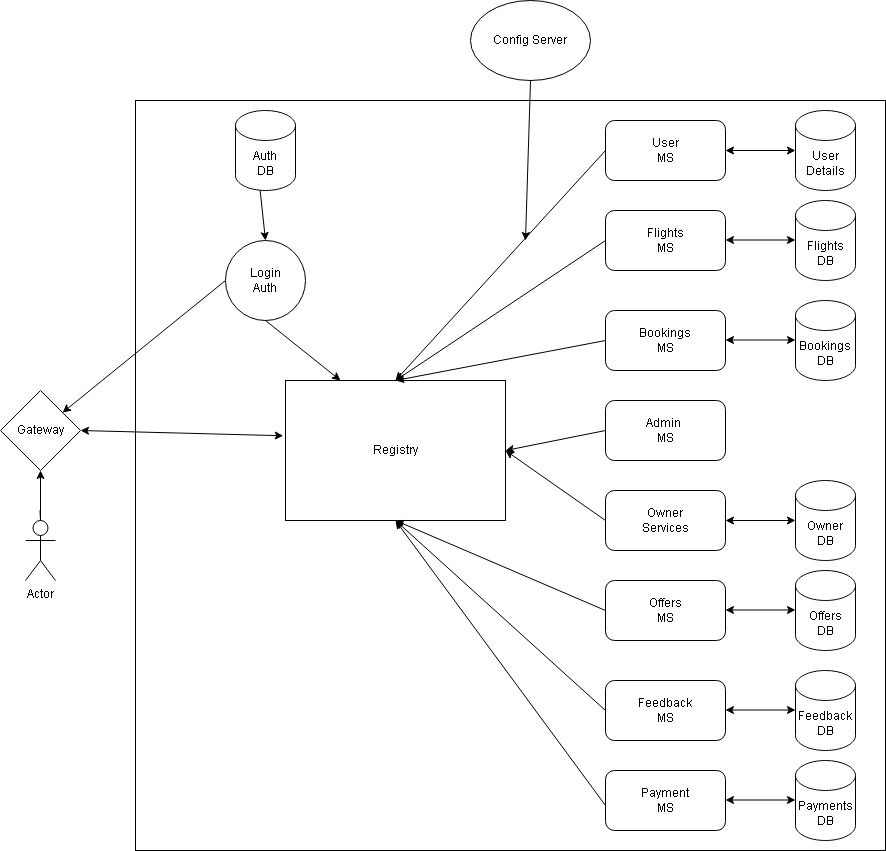 Config Server
Auth
DB
User
MS
User
Details
Flights
MS
Flights
DB
Login
Auth
Bookings
MS
Bookings
DB
Gateway
Registry
Admin
MS
Owner
Services
Owner
DB
Actor
Offers
MS
Offers
DB
Feedback
MS
Feedback
DB
Payment
MS
Payments
DB